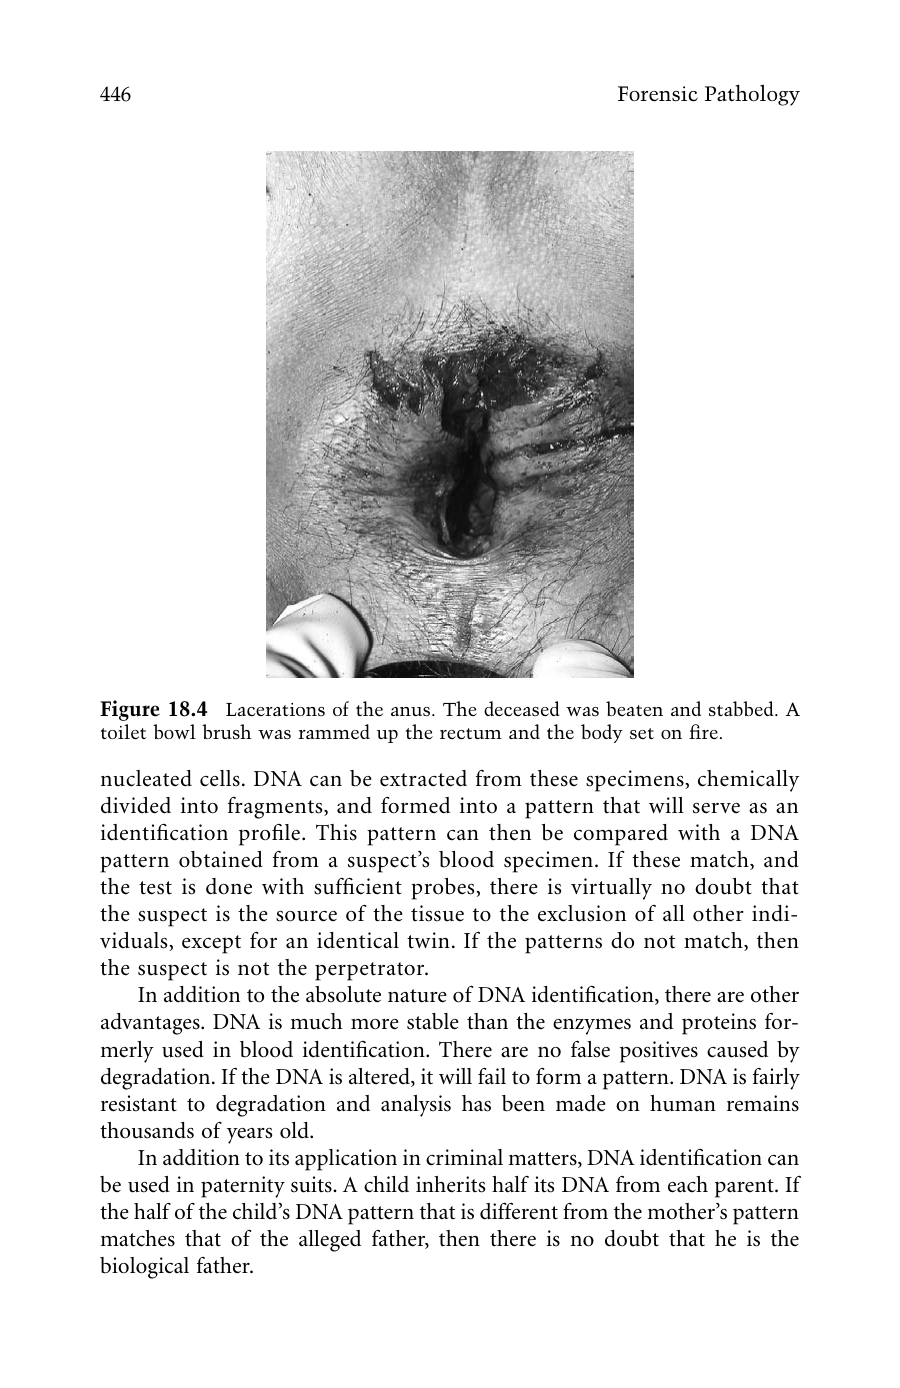 446 Forensic Pathology
Figure 18.4 Lacerations of the anus. The deceased was beaten and stabbed. A
toilet bowl brush was rammed up the rectum and the body set on fire.
nucleated cells. DNA can be extracted from these specimens, chemically
divided into fragments, and formed into a pattern that will serve as an
identification profile. This pattern can then be compared with a DNA
pattern obtained from a suspect’s blood specimen. If these match, and
the test is done with sufficient probes, there is virtually no doubt that
the suspect is the source of the tissue to the exclusion of all other indi-
viduals, except for an identical twin. If the patterns do not match, then
the suspect is not the perpetrator.
In addition to the absolute nature of DNA identification, there are other
advantages. DNA is much more stable than the enzymes and proteins for-
merly used in blood identification. There are no false positives caused by
degradation. If the DNA is altered, it will fail to form a pattern. DNA is fairly
resistant to degradation and analysis has been made on human remains
thousands of years old.
In addition to its application in criminal matters, DNA identification can
be used in paternity suits. A child inherits half its DNA from each parent. If
the half of the child’s DNA pattern that is different from the mother’s pattern
matches that of the alleged father, then there is no doubt that he is the
biological father.